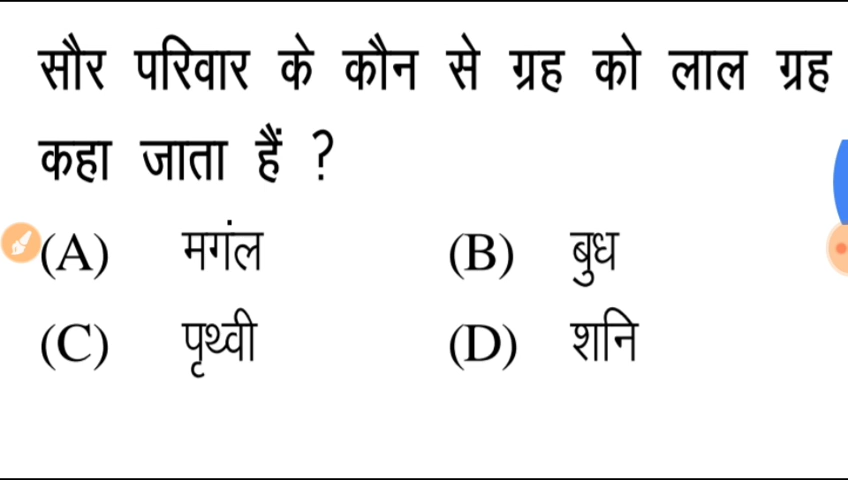 सौर परिवार के कौन से ग्रह को लाल ग्रह
कहा जाता हैं ?
(A) मगंल (B) बुध
(C) पृथ्वी (D) शनि